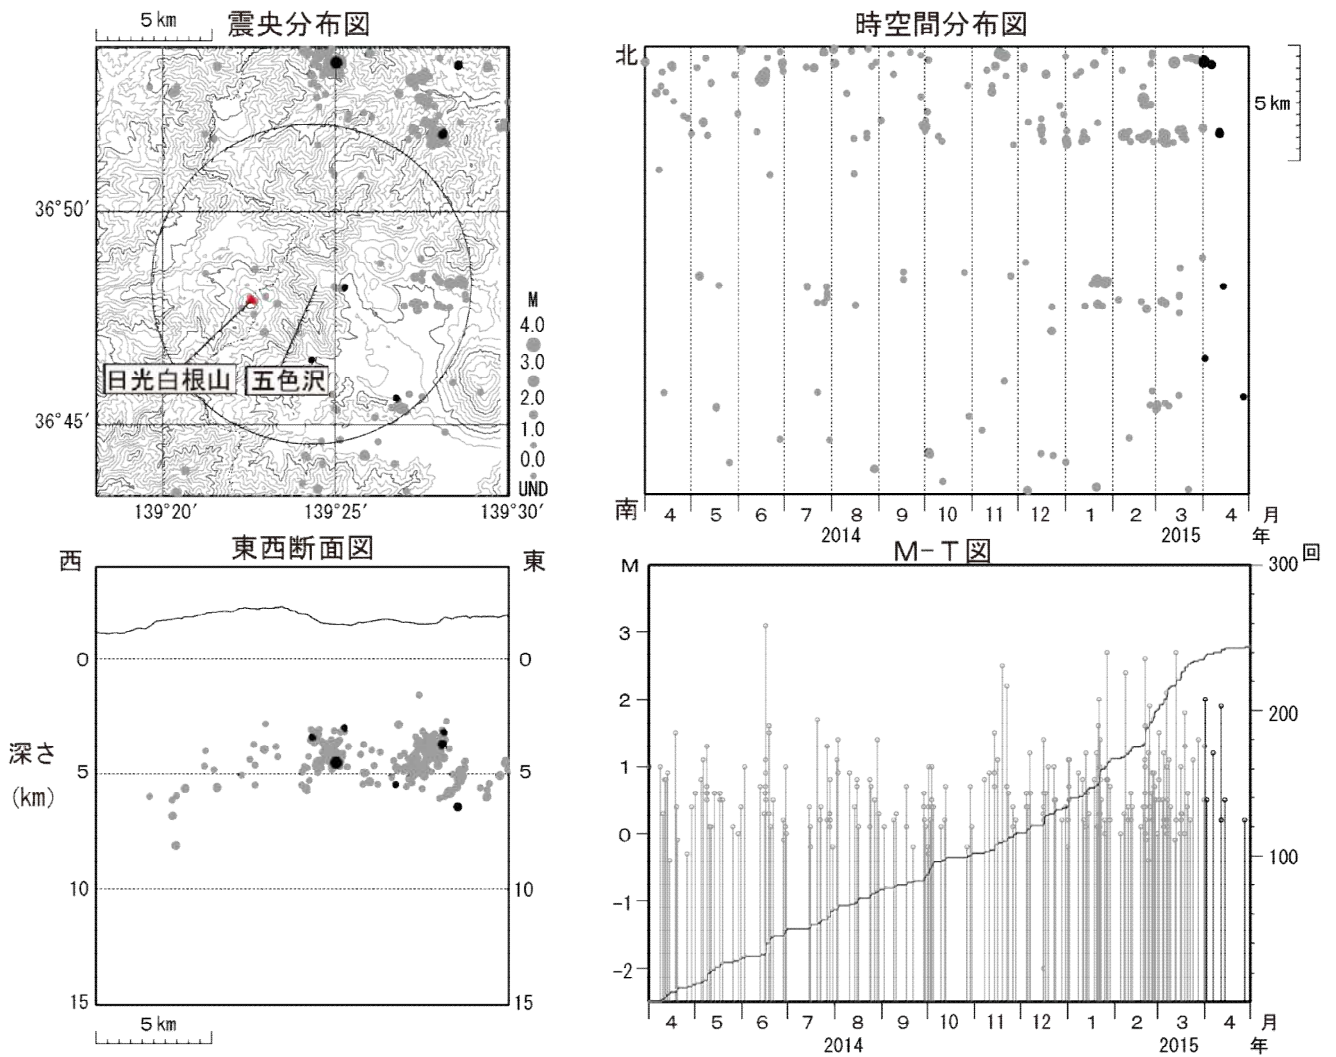 震央分布図
5 km
36°50′
36°45′
日光白根山
五色沢
139°20′ 139°25′ 139°30′
M
4.0
3.0
2.0
1.0
0.0
UND
時空間分布図
北
南
5 km
4 5 6 7 8 9 10 11 12 1 2 3 4 月
2014 2015 年
東西断面図
西 東
0 0
5 5
10 10
15 15
深さ
(km)
5 km
M-T図
M 300 回
3
2 200
1
0 100
-1
-2
4 5 6 7 8 9 10 11 12 1 2 3 4 月
2014 2015 年